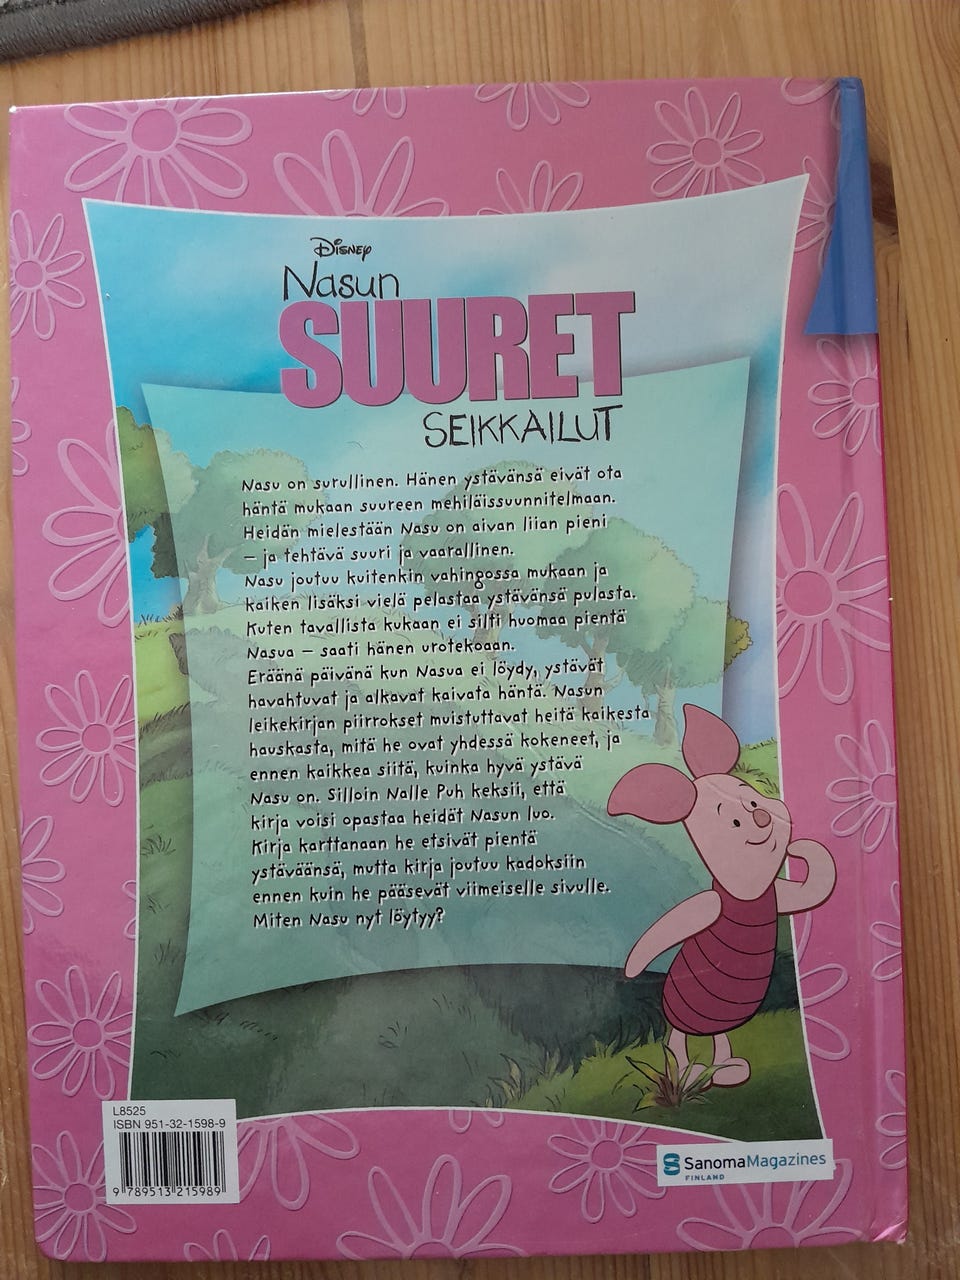 Disney
Nasun
SUURET
SEIKKAILUT
Nasu on surullinen. Hänen ystävänsä eivät ota
häntä mukaan suureen mehiläissuunnitelmaan.
Heidän mielestään Nasu on aivan liian pieni
– ja tehtävä suuri ja vaarallinen.
Nasu joutuu kuitenkin vahingossa mukaan ja
kaiken lisäksi vielä pelastaa ystävänsä pulasta.
Kuten tavallista kukaan ei silti huomaa pientä
Nasua – saati hänen urotekoaan.
Eräänä päivänä kun Nasua ei löydy, ystävät
havahtuvat ja alkavat kaivata häntä. Nasun
leikekirjan piirrokset muistuttavat heitä kaikesta
hauskasta, mitä he ovat yhdessä kokeneet, ja
ennen kaikkea siitä, kuinka hyvä ystävä
Nasu on. Silloin Nalle Puh keksii, että
kirja voisi opastaa heidät Nasun luo.
Kirja karttanaan he etsivät pientä
ystäväänsä, mutta kirja joutuu kadoksiin
ennen kuin he pääsevät viimeiselle sivulle.
Miten Nasu nyt löytyy?
L8525
ISBN 951-32-1598-9
9 789513 215989
SanomaMagazines
FINLAND